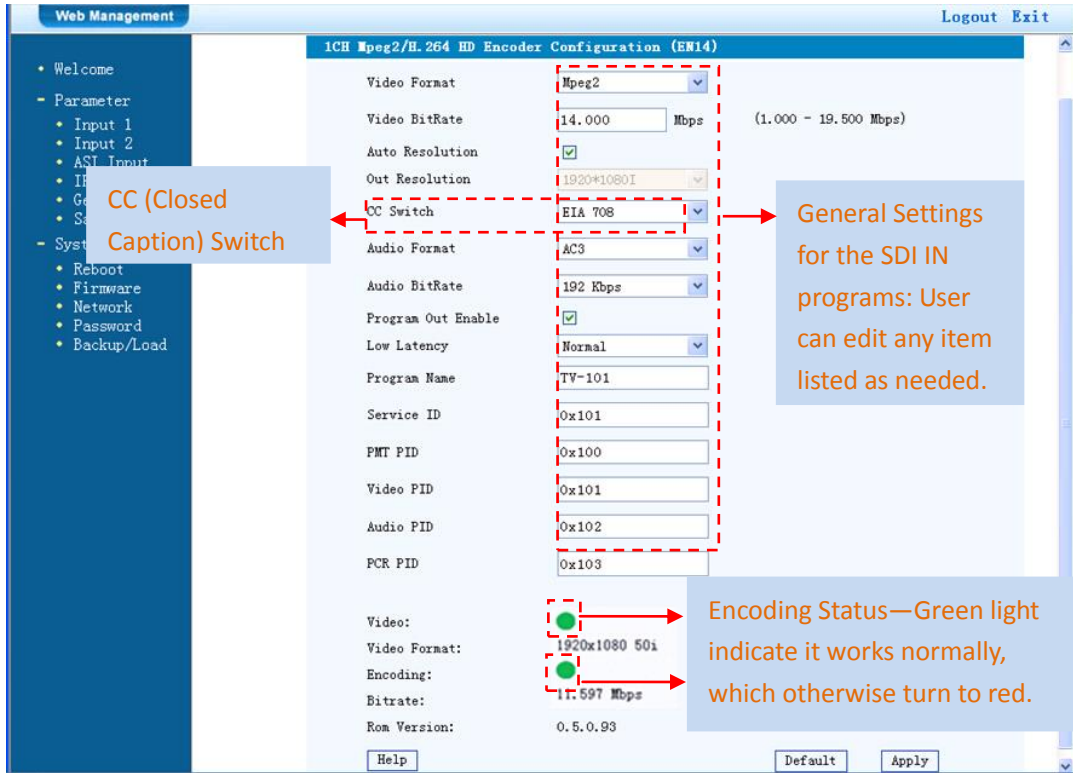 Web Management
Logout Exit
Welcome
Parameter
Input 1
Input 2
ASI Input
System
Reboot
Firmware
Network
Password
Backup/Load
1CH Mpeg2/H.264 HD Encoder Configuration (EN14)
Video Format Mpeg2
Video BitRate 14.000 Mbps (1.000 - 19.500 Mbps)
Auto Resolution
Out Resolution 1920*1080I
CC Switch EIA 708
Audio Format AC3
Audio BitRate 192 Kbps
Program Out Enable
Low Latency Normal
Program Name TV-101
Service ID 0x101
PMT PID 0x100
Video PID 0x101
Audio PID 0x102
PCR PID 0x103
Video:
Video Format: 1920x1080 50i
Encoding:
Bitrate: 11.597 Mbps
Rom Version: 0.5.0.93
Help Default Apply
CC (Closed
Caption) Switch
General Settings
for the SDI IN
programs: User
can edit any item
listed as needed.
Encoding Status—Green light
indicate it works normally,
which otherwise turn to red.